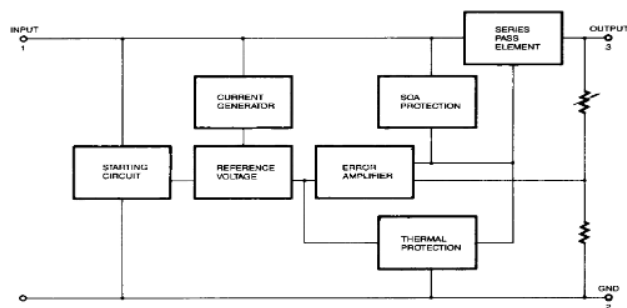 INPUT
1
SERIES
PASS
ELEMENT
OUTPUT
3
CURRENT
GENERATOR
SOA
PROTECTION
STARTING
CIRCUIT
REFERENCE
VOLTAGE
ERROR
AMPLIFIER
THERMAL
PROTECTION
GND
2